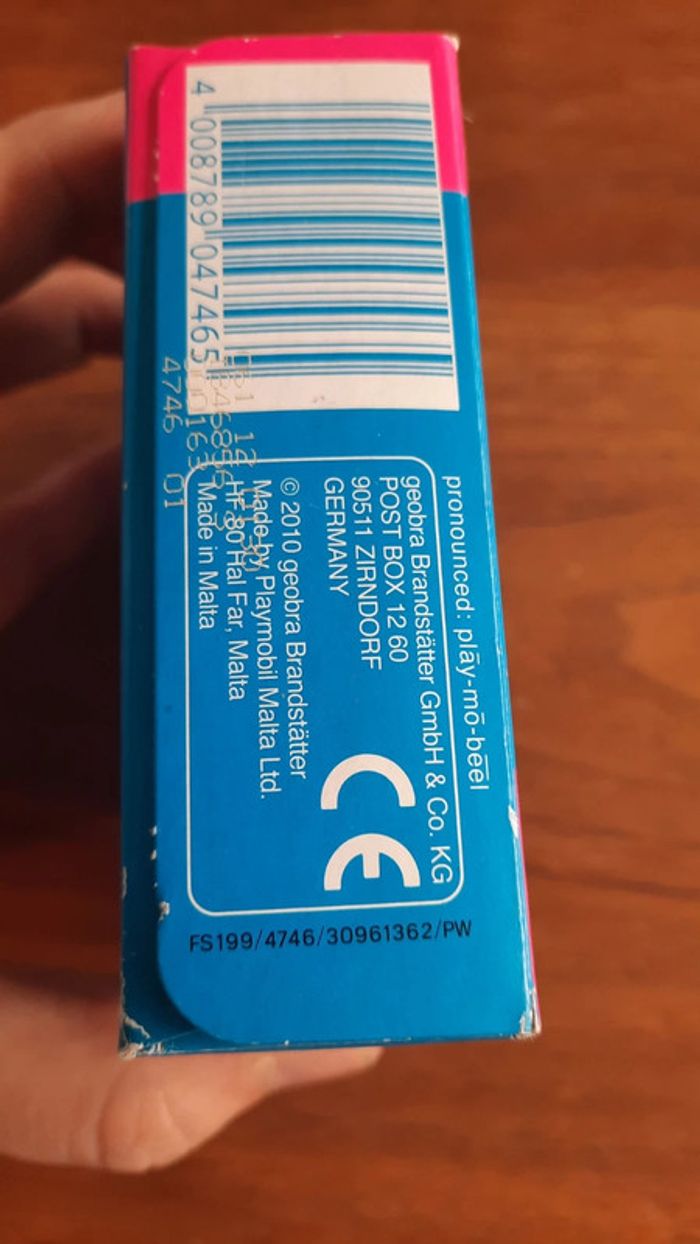 4 008789 047465
4746 01
pronounced: plāy-mō-bēēl
geobra Brandstätter GmbH & Co. KG
POST BOX 12 60
90511 ZIRNDORF
GERMANY
© 2010 geobra Brandstätter
Made by Playmobil Malta Ltd.
HF 80 Hal Far, Malta
Made in Malta
CE
FS199/4746/30961362/PW